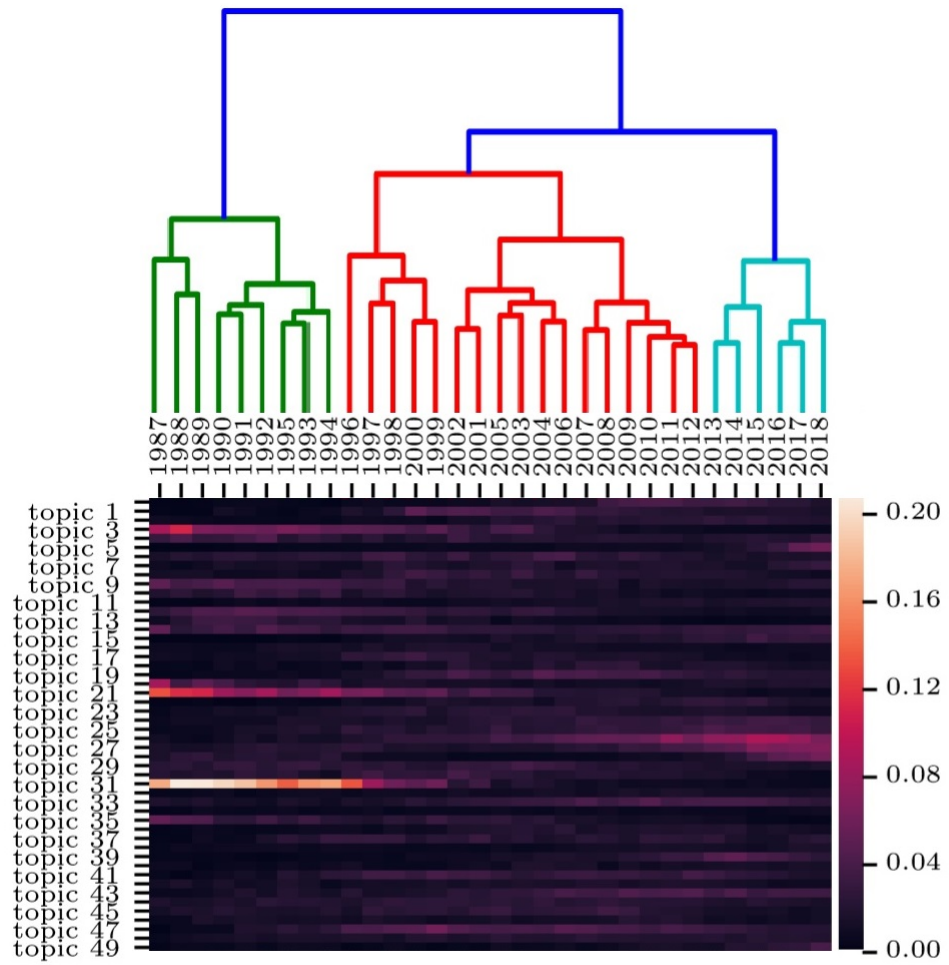 1987 1988 1989 1990 1991 1992 1995 1993 1994 1996 1997 1998 2000 1999 2002 2001 2005 2003 2004 2006 2007 2008 2009 2010 2011 2012 2013 2014 2015 2016 2017 2018
topic 1
topic 3
topic 5
topic 7
topic 9
topic 11
topic 13
topic 15
topic 17
topic 19
topic 21
topic 23
topic 25
topic 27
topic 29
topic 31
topic 33
topic 35
topic 37
topic 39
topic 41
topic 43
topic 45
topic 47
topic 49
0.20
0.16
0.12
0.08
0.04
0.00